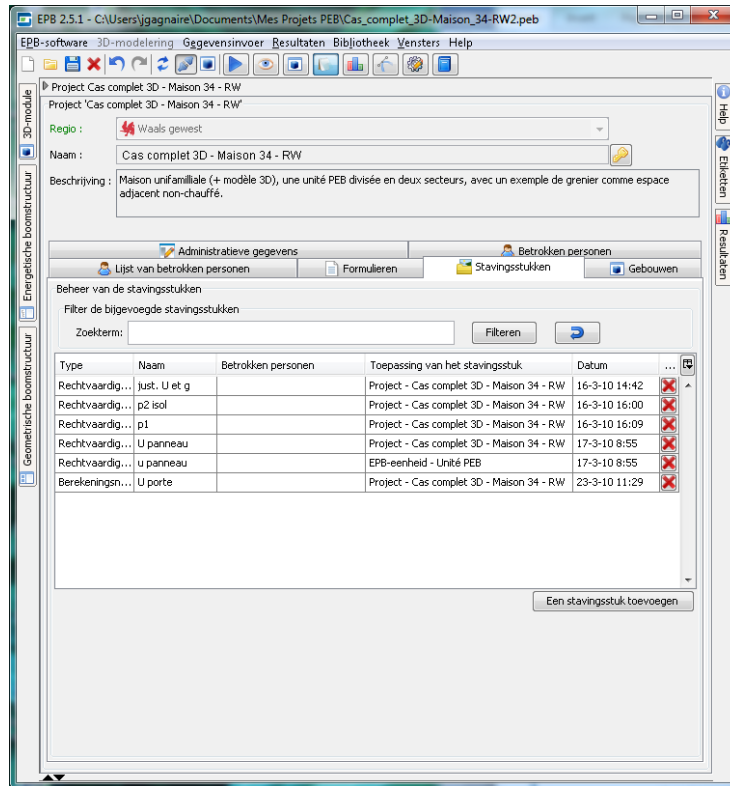 EPB 2.5.1 - C:\Users\jgagnaire\Documents\Mes Projets PEB\Cas_complet_3D-Maison_34-RW2.peb
EPB-software 3D-modelering Gegevensinvoer Resultaten Bibliotheek Vensters Help
Project Cas complet 3D - Maison 34 - RW
Project 'Cas complet 3D - Maison 34 - RW'
Regio : Waals gewest
Naam : Cas complet 3D - Maison 34 - RW
Beschrijving : Maison unifamilliale (+ modèle 3D), une unité PEB divisée en deux secteurs, avec un exemple de grenier comme espace
adjacent non-chauffé.
Administratieve gegevens Betrokken personen
Lijst van betrokken personen Formulieren Stavingsstukken Gebouwen
Beheer van de stavingsstukken
Filter de bijgevoegde stavingsstukken
Zoekterm: Filteren
Type Naam Betrokken personen Toepassing van het stavingsstuk Datum ...
Rechtvaardig... just. U et g Project - Cas complet 3D - Maison 34 - RW 16-3-10 14:42
Rechtvaardig... p2 isol Project - Cas complet 3D - Maison 34 - RW 16-3-10 16:00
Rechtvaardig... p1 Project - Cas complet 3D - Maison 34 - RW 16-3-10 16:09
Rechtvaardig... U panneau Project - Cas complet 3D - Maison 34 - RW 17-3-10 8:55
Rechtvaardig... u panneau EPB-eenheid - Unité PEB 17-3-10 8:55
Berekeningsn... U porte Project - Cas complet 3D - Maison 34 - RW 23-3-10 11:29
Een stavingsstuk toevoegen
3D-module
Energetische boomstructuur
Geometrische boomstructuur
Help
Etiketten
Resultaten